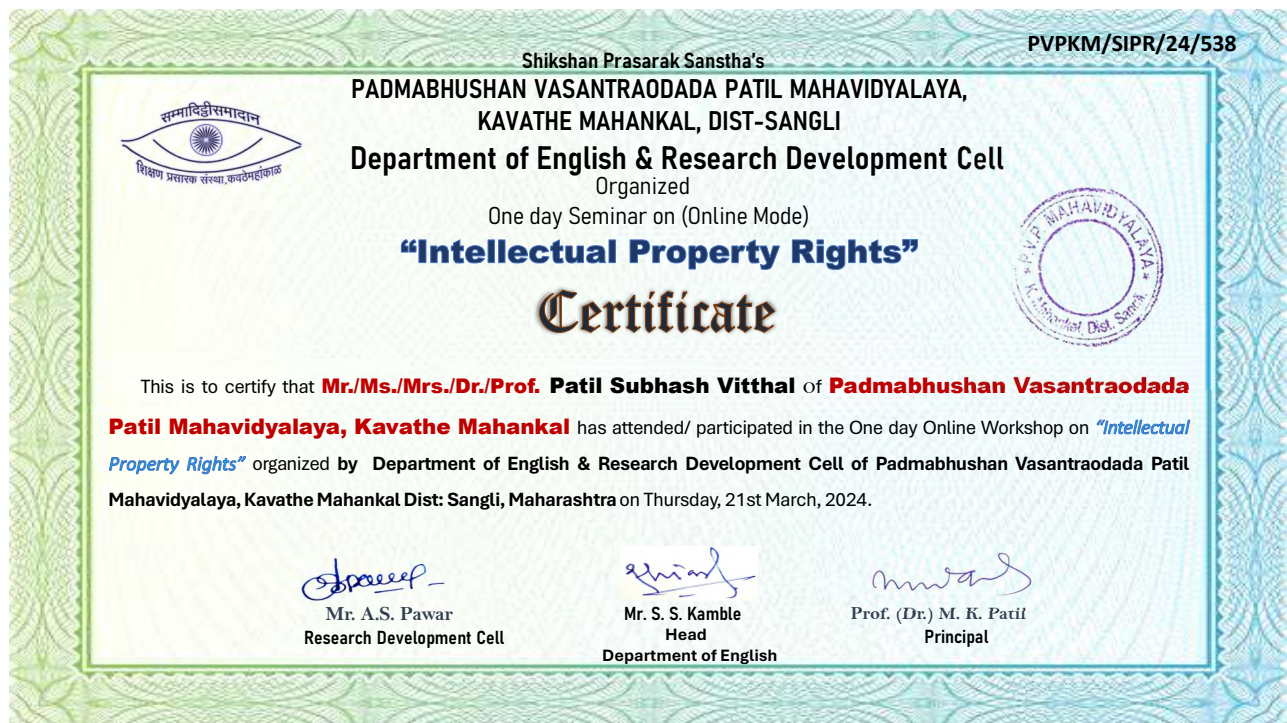 PVPKM/SIPR/24/538
Shikshan Prasarak Sanstha's
PADMABHUSHAN VASANTRAODADA PATIL MAHAVIDYALAYA,
KAVATHE MAHANKAL, DIST-SANGLI
सम्मादिट्ठीसमादान
शिक्षण प्रसारक संस्था,कवठेमहांकाळ
Department of English & Research Development Cell
Organized
One day Seminar on (Online Mode)
“Intellectual Property Rights”
P.V.P. MAHAVIDYALAYA
K. Mahankal, Dist. Sangli.
Certificate
This is to certify that Mr./Ms./Mrs./Dr./Prof. Patil Subhash Vitthal of Padmabhushan Vasantraodada
Patil Mahavidyalaya, Kavathe Mahankal has attended/ participated in the One day Online Workshop on “Intellectual
Property Rights” organized by Department of English & Research Development Cell of Padmabhushan Vasantraodada Patil
Mahavidyalaya, Kavathe Mahankal Dist: Sangli, Maharashtra on Thursday, 21st March, 2024.
Mr. A.S. Pawar
Research Development Cell
Mr. S. S. Kamble
Head
Department of English
Prof. (Dr.) M. K. Patil
Principal